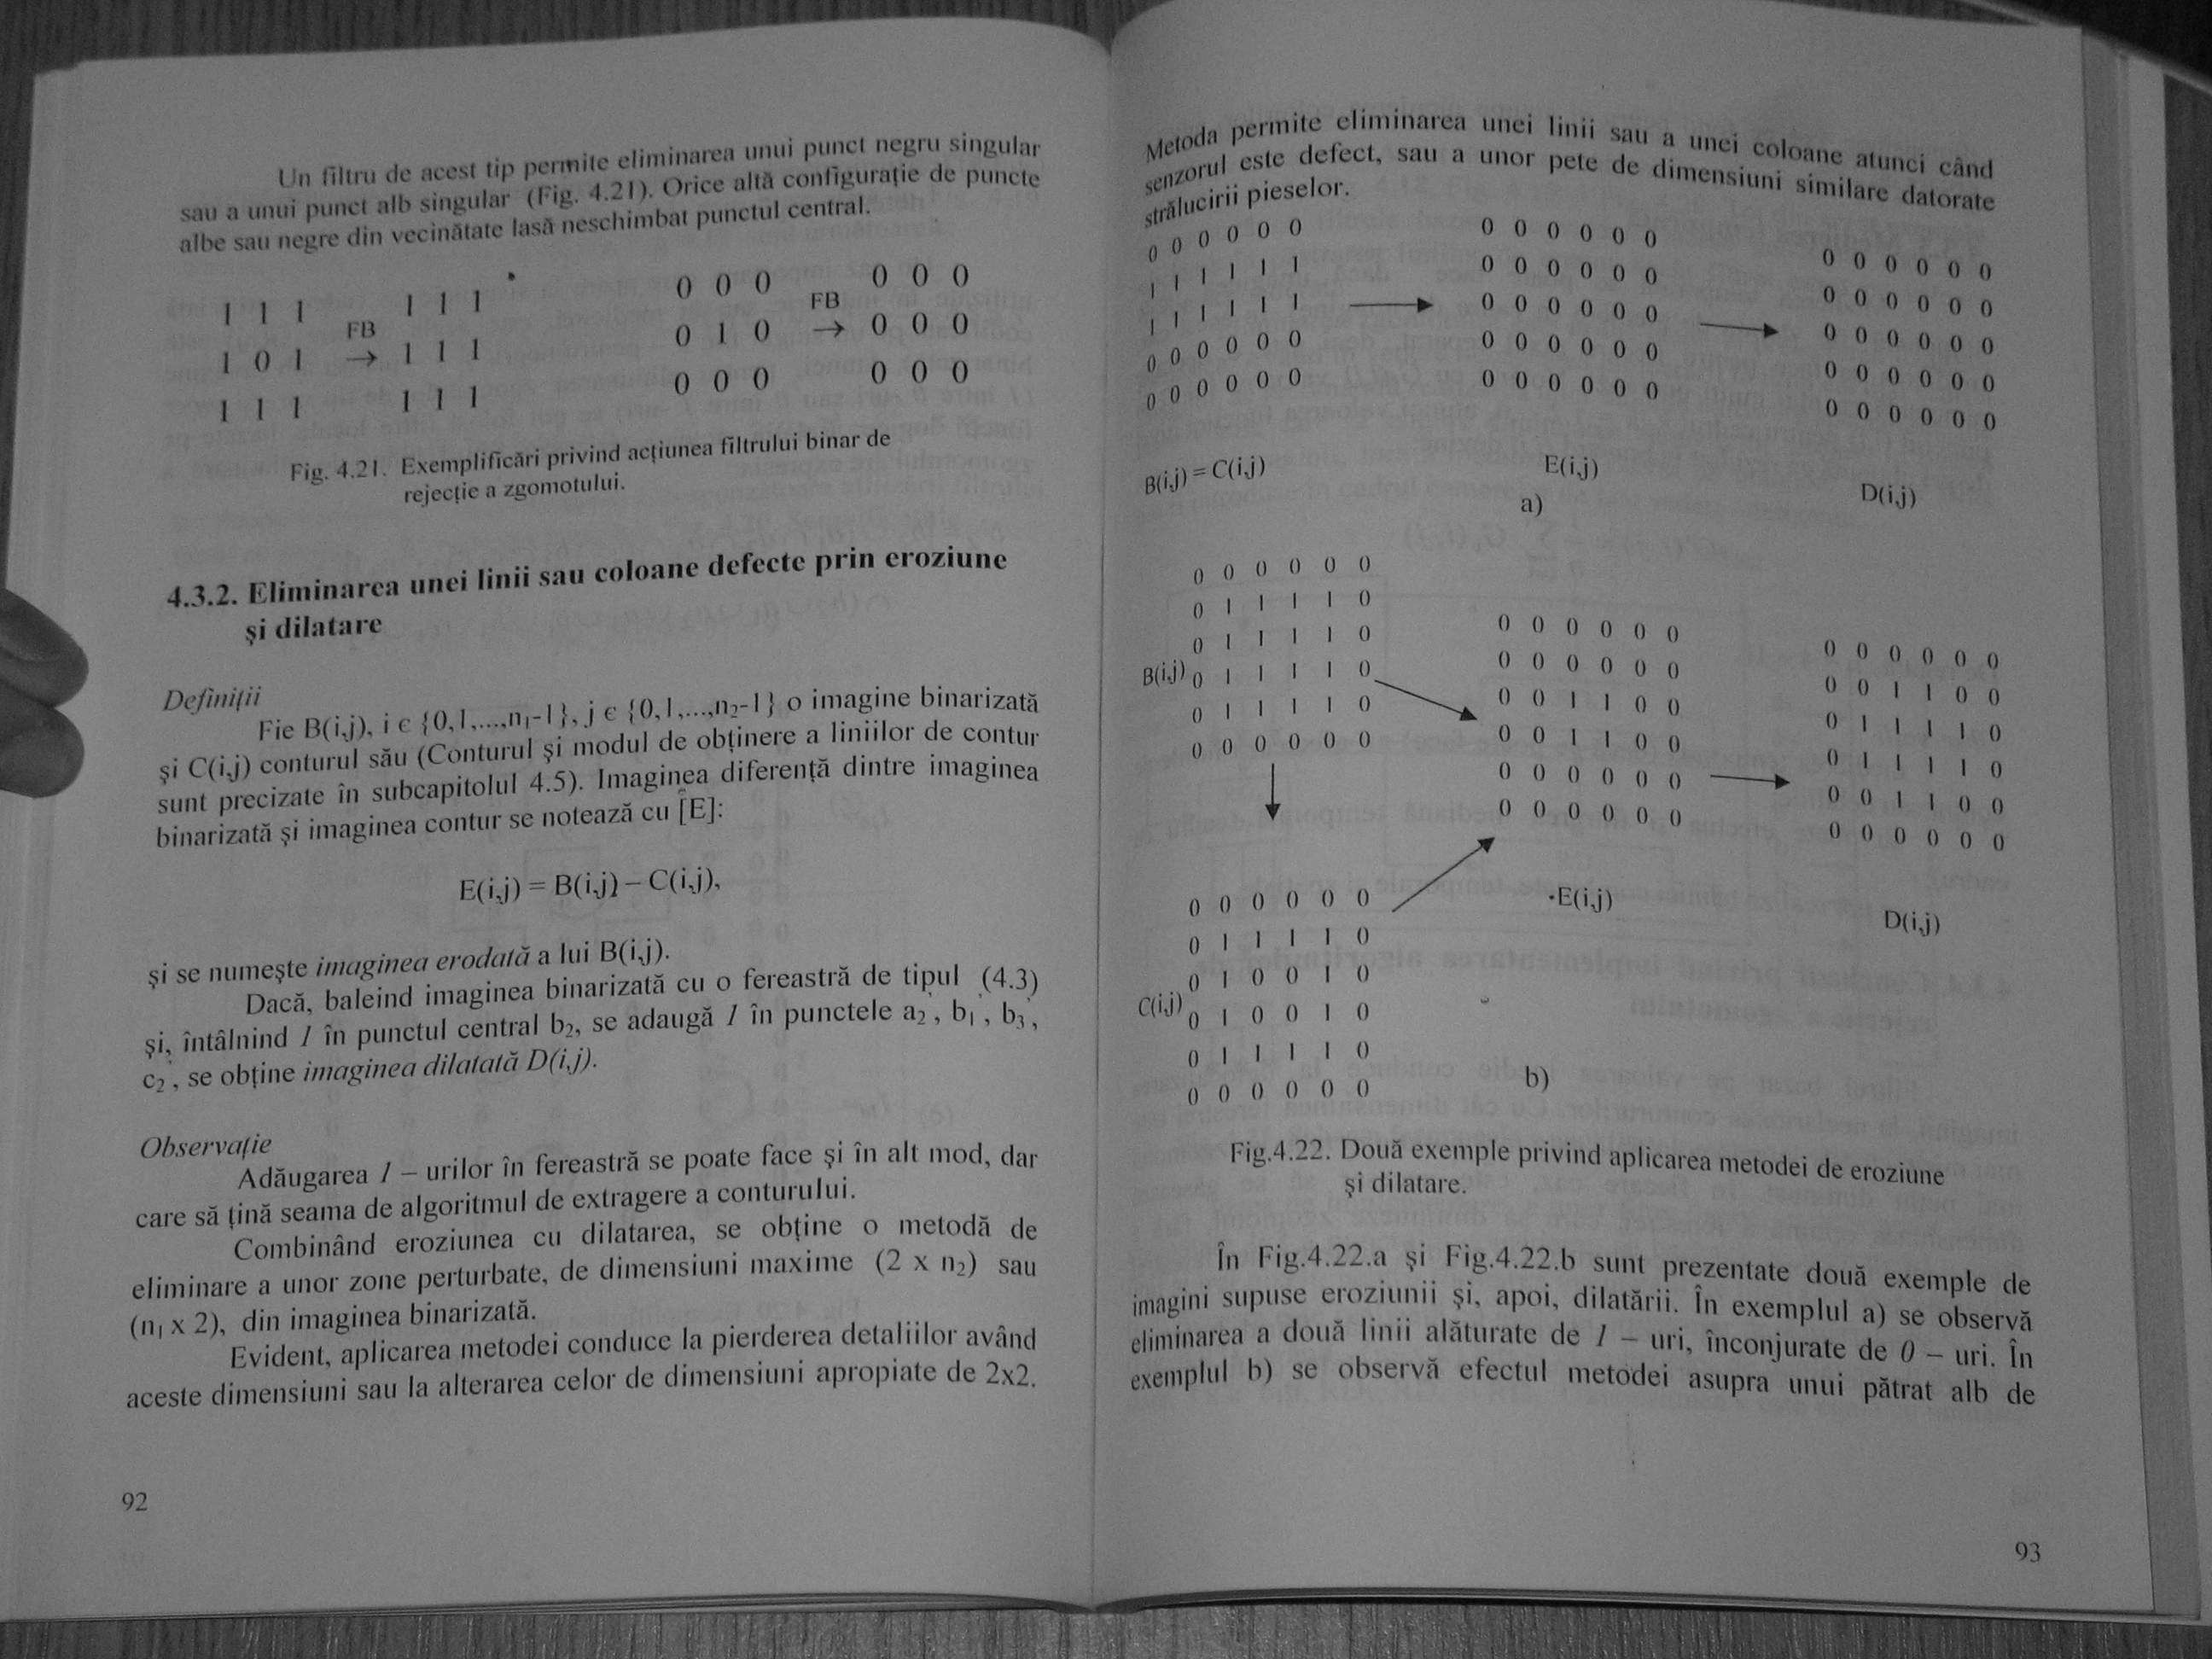 Un filtru de acest tip permite eliminarea unui punct negru singular
sau a unui punct alb singular (Fig. 4.21). Orice altă configurație de puncte
albe sau negre din vecinătate lasă neschimbat punctul central.
1 1 1 1 1 1 0 0 0 0 0 0
FB FB
1 0 1 → 1 1 1 0 1 0 → 0 0 0
1 1 1 1 1 1 0 0 0 0 0 0
Fig. 4.21. Exemplificări privind acțiunea filtrului binar de
rejecție a zgomotului.
4.3.2. Eliminarea unei linii sau coloane defecte prin eroziune
și dilatare
Definiții
Fie B(i,j), i є {0,1,...,n₁-1}, j є {0,1,...,n₂-1} o imagine binarizată
și C(i,j) conturul său (Conturul și modul de obținere a liniilor de contur
sunt precizate în subcapitolul 4.5). Imaginea diferență dintre imaginea
binarizată și imaginea contur se notează cu [E]:
E(i,j) = B(i,j) – C(i,j),
și se numește imaginea erodată a lui B(i,j).
Dacă, baleind imaginea binarizată cu o fereastră de tipul (4.3)
și, întâlnind 1 în punctul central b₂, se adaugă 1 în punctele a₂, b₁, b₃,
c₂, se obține imaginea dilatată D(i,j).
Observație
Adăugarea 1 – urilor în fereastră se poate face și în alt mod, dar
care să țină seama de algoritmul de extragere a conturului.
Combinând eroziunea cu dilatarea, se obține o metodă de
eliminare a unor zone perturbate, de dimensiuni maxime (2 x n₂) sau
(n₁ x 2), din imaginea binarizată.
Evident, aplicarea metodei conduce la pierderea detaliilor având
aceste dimensiuni sau la alterarea celor de dimensiuni apropiate de 2x2.
92
Metoda permite eliminarea unei linii sau a unei coloane atunci când
senzorul este defect, sau a unor pete de dimensiuni similare datorate
strălucirii pieselor.
0 0 0 0 0 0
1 1 1 1 1 1
1 1 1 1 1 1
0 0 0 0 0 0
0 0 0 0 0 0
B(i,j) = C(i,j)
0 0 0 0 0 0
0 0 0 0 0 0
0 0 0 0 0 0
0 0 0 0 0 0
0 0 0 0 0 0
E(i,j)
0 0 0 0 0 0
0 0 0 0 0 0
0 0 0 0 0 0
0 0 0 0 0 0
0 0 0 0 0 0
D(i,j)
a)
0 0 0 0 0 0
0 1 1 1 1 0
0 1 1 1 1 0
B(i,j) 0 1 1 1 1 0
0 1 1 1 1 0
0 0 0 0 0 0
0 0 0 0 0 0
0 1 1 1 1 0
0 1 0 0 1 0
C(i,j) 0 1 0 0 1 0
0 1 1 1 1 0
0 0 0 0 0 0
0 0 0 0 0 0
0 0 0 0 0 0
0 0 1 1 0 0
0 0 1 1 0 0
0 0 0 0 0 0
0 0 0 0 0 0
E(i,j)
0 0 0 0 0 0
0 0 1 1 0 0
0 1 1 1 1 0
0 1 1 1 1 0
0 0 1 1 0 0
0 0 0 0 0 0
D(i,j)
b)
Fig.4.22. Două exemple privind aplicarea metodei de eroziune
și dilatare.
În Fig.4.22.a și Fig.4.22.b sunt prezentate două exemple de
imagini supuse eroziunii și, apoi, dilatării. În exemplul a) se observă
eliminarea a două linii alăturate de 1 – uri, înconjurate de 0 – uri. În
exemplul b) se observă efectul metodei asupra unui pătrat alb de
93